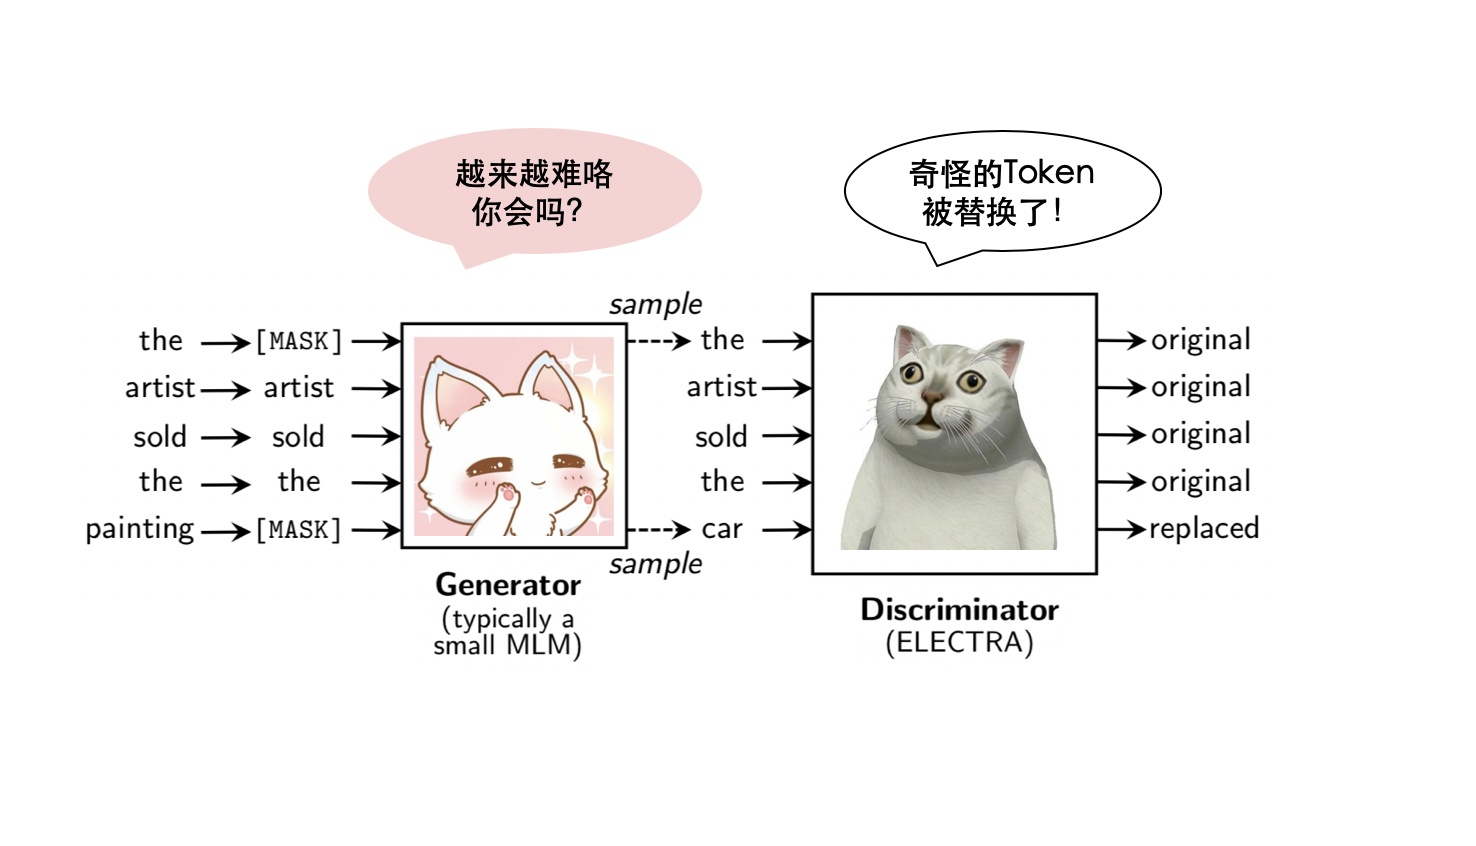 越来越难咯
你会吗？
奇怪的Token
被替换了！
sample
the [MASK] the original
artist artist artist original
sold sold sold original
the the the original
painting [MASK] car replaced
sample
Generator
(typically a
small MLM)
Discriminator
(ELECTRA)